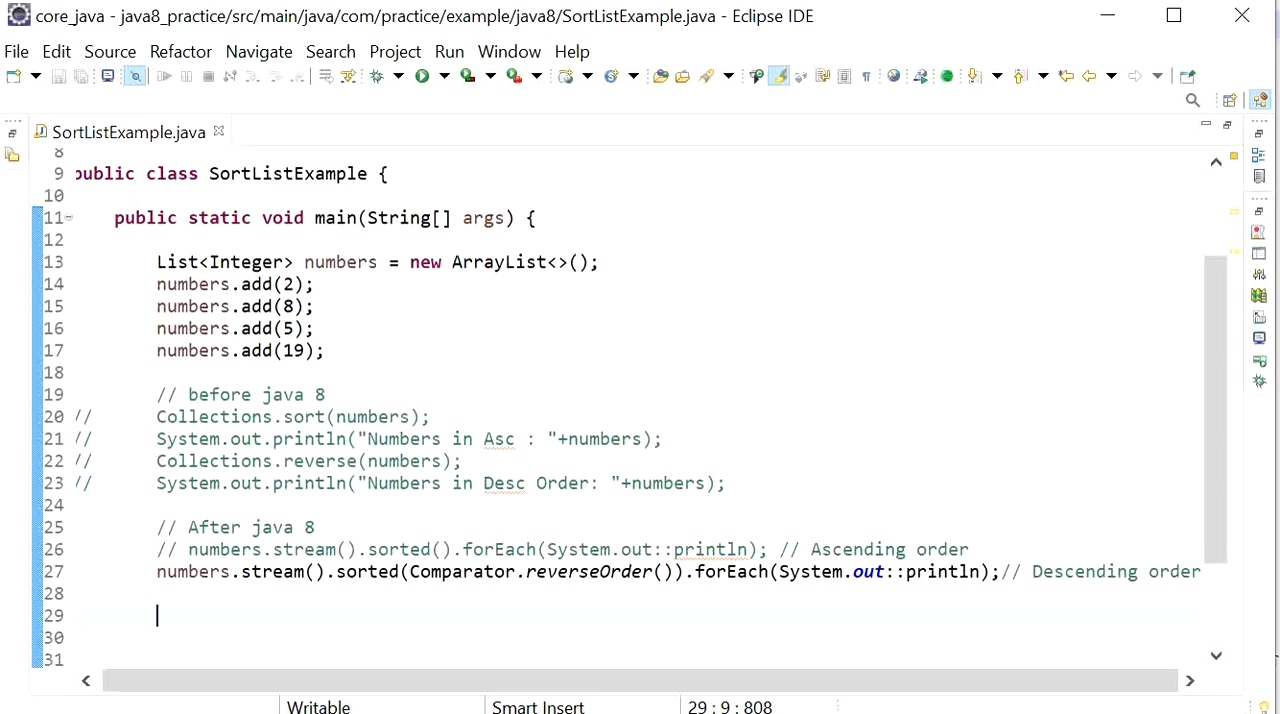 core_java - java8_practice/src/main/java/com/practice/example/java8/SortListExample.java - Eclipse IDE
File Edit Source Refactor Navigate Search Project Run Window Help
SortListExample.java
8
9 public class SortListExample {
10
11 public static void main(String[] args) {
12
13 List<Integer> numbers = new ArrayList<>();
14 numbers.add(2);
15 numbers.add(8);
16 numbers.add(5);
17 numbers.add(19);
18
19 // before java 8
20 // Collections.sort(numbers);
21 // System.out.println("Numbers in Asc : "+numbers);
22 // Collections.reverse(numbers);
23 // System.out.println("Numbers in Desc Order: "+numbers);
24
25 // After java 8
26 // numbers.stream().sorted().forEach(System.out::println); // Ascending order
27 numbers.stream().sorted(Comparator.reverseOrder()).forEach(System.out::println);// Descending order
28
29
30
31
Writable Smart Insert 29 : 9 : 808